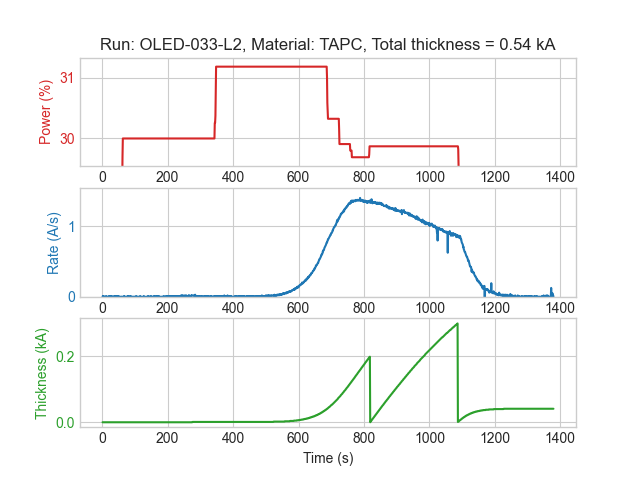 Run: OLED-033-L2, Material: TAPC, Total thickness = 0.54 kA
Power (%)
31
30
0 200 400 600 800 1000 1200 1400
Rate (A/s)
1
0
0 200 400 600 800 1000 1200 1400
Thickness (kA)
0.2
0.0
0 200 400 600 800 1000 1200 1400
Time (s)